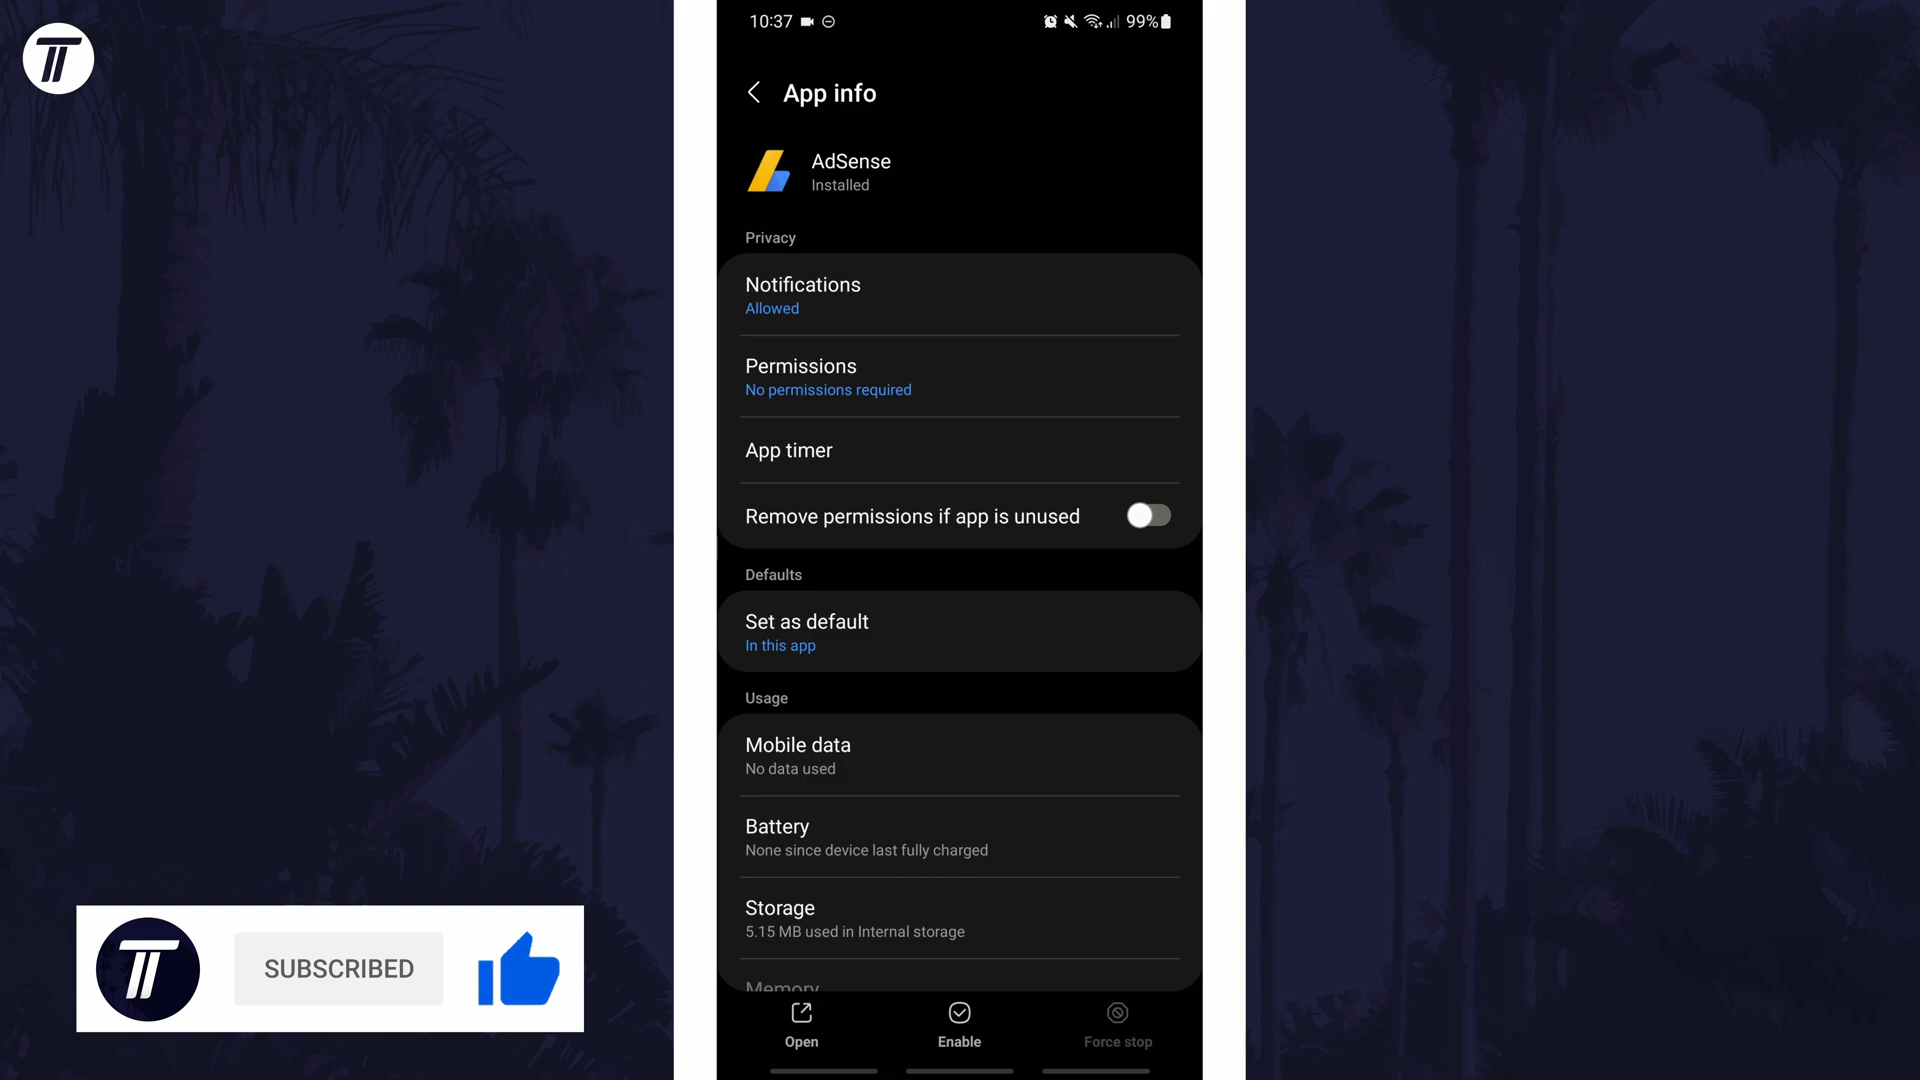 10:37
99%
App info
AdSense
Installed
Privacy
Notifications
Allowed
Permissions
No permissions required
App timer
Remove permissions if app is unused
Defaults
Set as default
In this app
Usage
Mobile data
No data used
Battery
None since device last fully charged
Storage
5.15 MB used in Internal storage
Memory
Open
Enable
Force stop
SUBSCRIBED